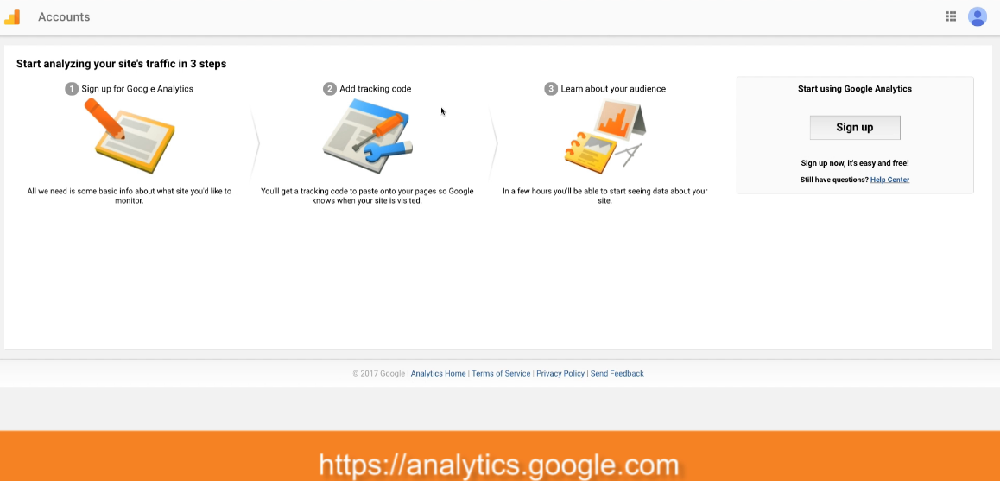 Accounts
Start analyzing your site's traffic in 3 steps
1 Sign up for Google Analytics
All we need is some basic info about what site you'd like to
monitor.
2 Add tracking code
You'll get a tracking code to paste onto your pages so Google
knows when your site is visited.
3 Learn about your audience
In a few hours you'll be able to start seeing data about your
site.
Start using Google Analytics
Sign up
Sign up now, it's easy and free!
Still have questions? Help Center
© 2017 Google | Analytics Home | Terms of Service | Privacy Policy | Send Feedback
https://analytics.google.com